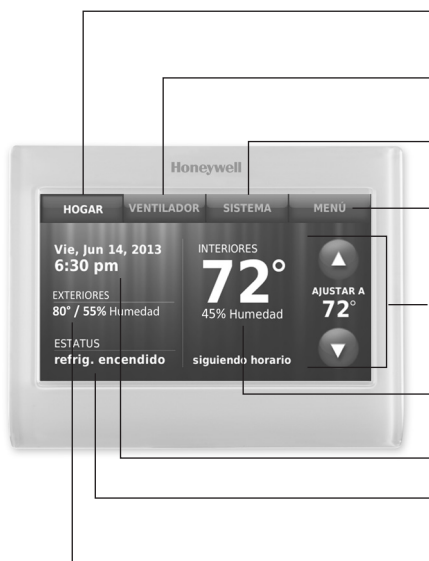 Honeywell
HOGAR
VENTILADOR
SISTEMA
MENÚ
Vie, Jun 14, 2013
6:30 pm
EXTERIORES
80° / 55% Humedad
ESTATUS
refrig. encendido
INTERIORES
72°
45% Humedad
siguiendo horario
AJUSTAR A
72°